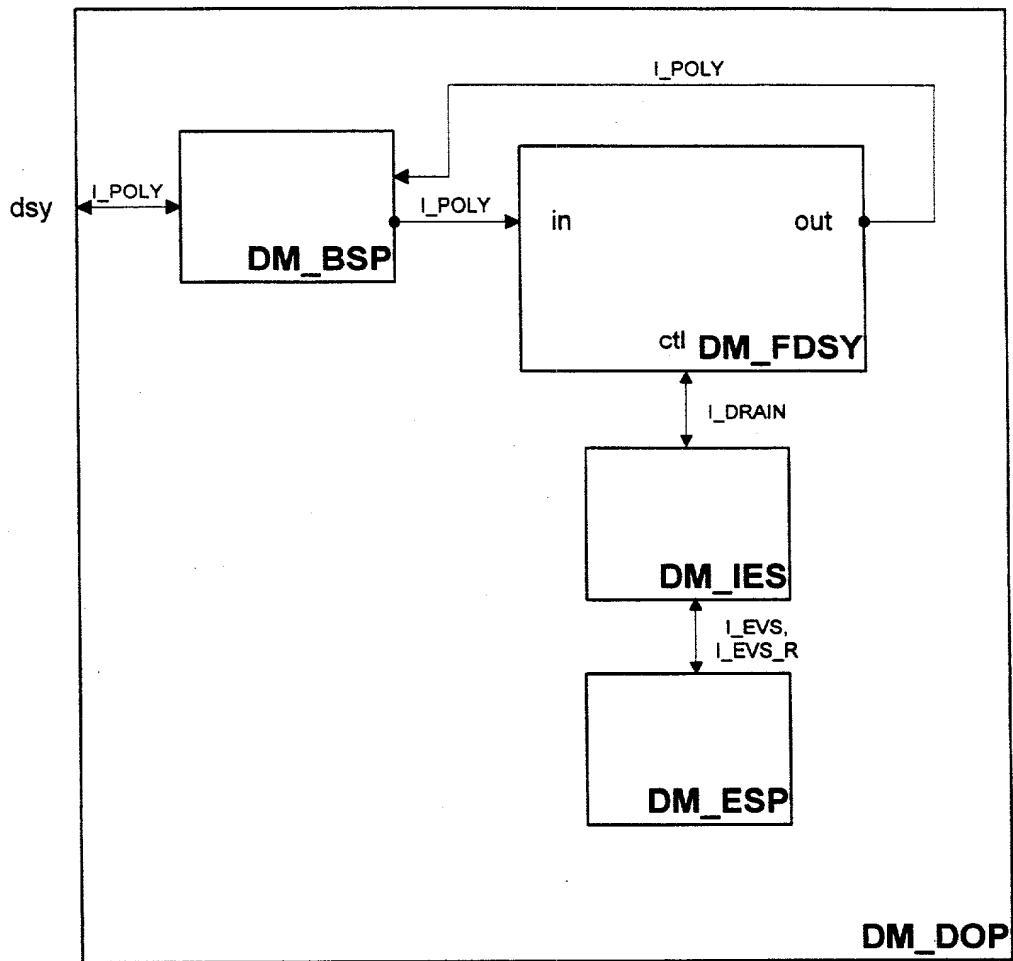 I_POLY
I_POLY
dsy
I_POLY
in
out
DM_BSP
ctl
DM_FDSY
I_DRAIN
DM_IES
I_EVS,
I_EVS_R
DM_ESP
DM_DOP